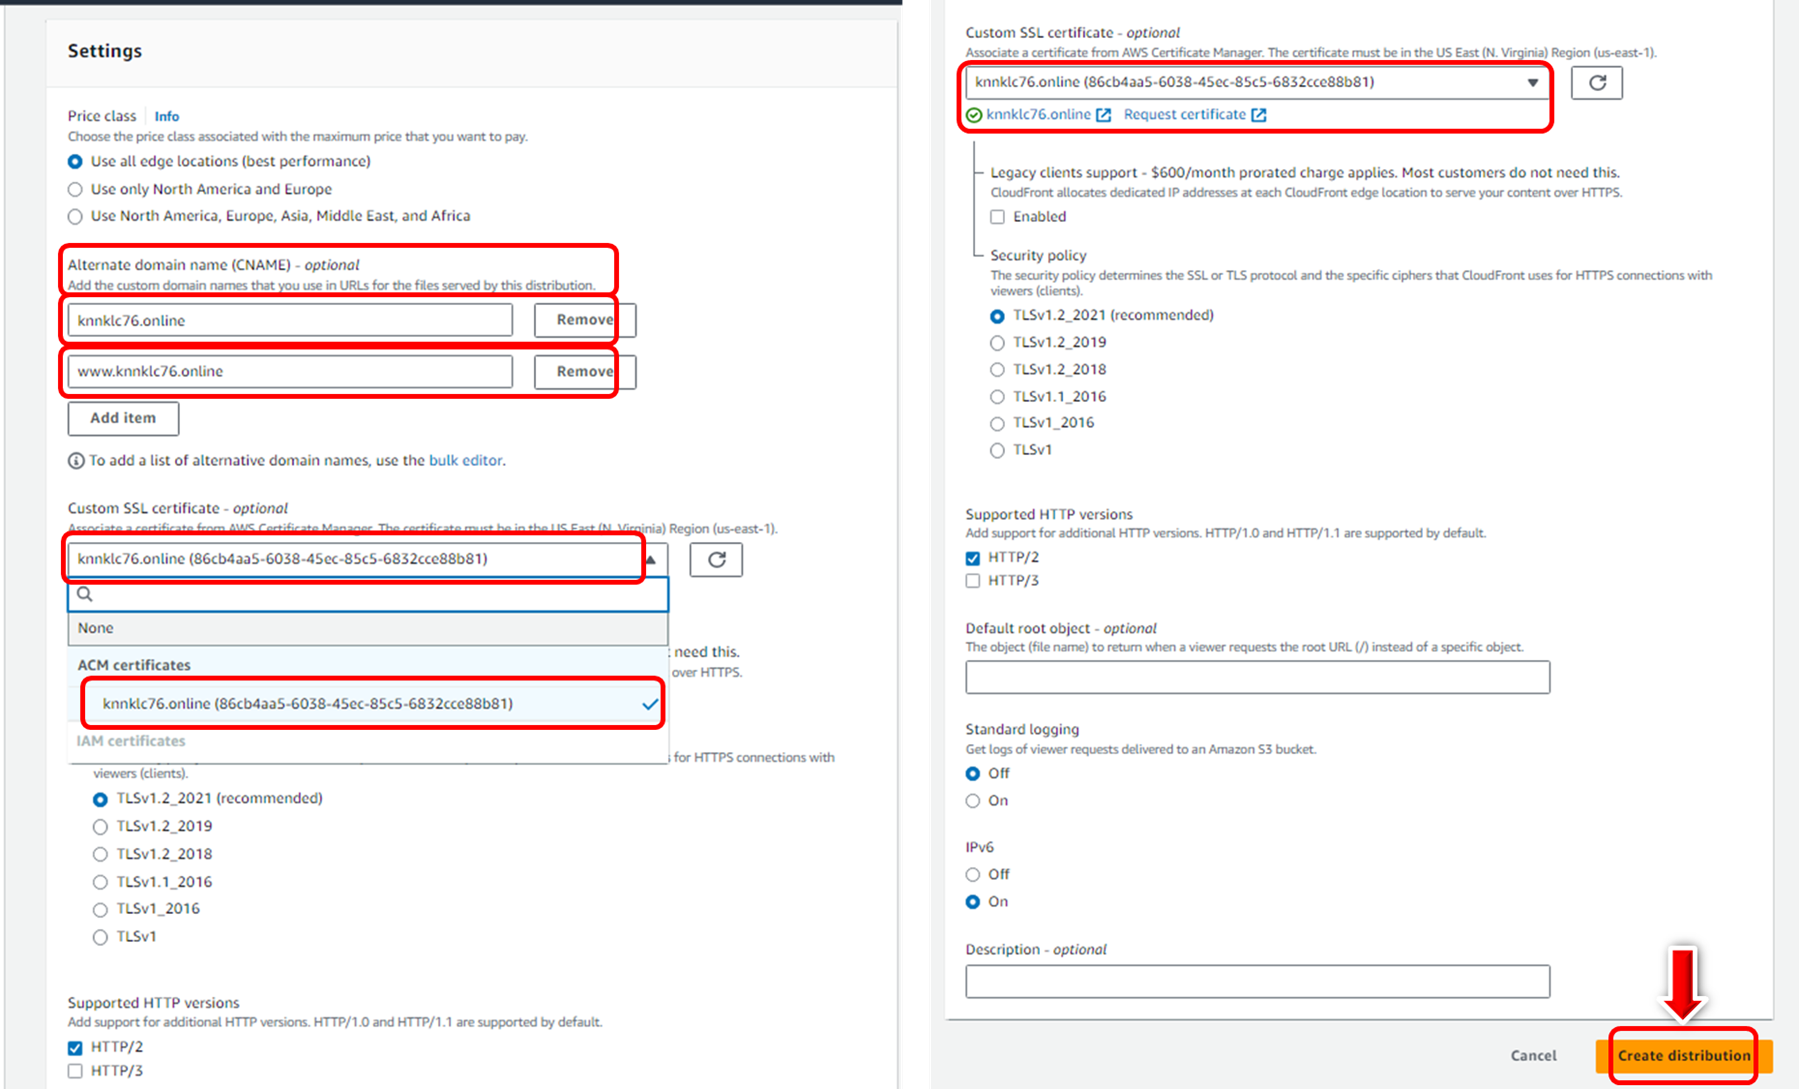 Settings
Price class Info
Choose the price class associated with the maximum price that you want to pay.
Use all edge locations (best performance)
Use only North America and Europe
Use North America, Europe, Asia, Middle East, and Africa
Alternate domain name (CNAME) - optional
Add the custom domain names that you use in URLs for the files served by this distribution.
knnklc76.online Remove
www.knnklc76.online Remove
Add item
To add a list of alternative domain names, use the bulk editor.
Custom SSL certificate - optional
Associate a certificate from AWS Certificate Manager. The certificate must be in the US East (N. Virginia) Region (us-east-1).
knnklc76.online (86cb4aa5-6038-45ec-85c5-6832cce88b81)
None
need this.
ACM certificates
over HTTPS.
knnklc76.online (86cb4aa5-6038-45ec-85c5-6832cce88b81)
IAM certificates
for HTTPS connections with
viewers (clients).
TLSv1.2_2021 (recommended)
TLSv1.2_2019
TLSv1.2_2018
TLSv1.1_2016
TLSv1_2016
TLSv1
Supported HTTP versions
Add support for additional HTTP versions. HTTP/1.0 and HTTP/1.1 are supported by default.
HTTP/2
HTTP/3
Custom SSL certificate - optional
Associate a certificate from AWS Certificate Manager. The certificate must be in the US East (N. Virginia) Region (us-east-1).
knnklc76.online (86cb4aa5-6038-45ec-85c5-6832cce88b81)
knnklc76.online Request certificate
Legacy clients support - $600/month prorated charge applies. Most customers do not need this.
CloudFront allocates dedicated IP addresses at each CloudFront edge location to serve your content over HTTPS.
Enabled
Security policy
The security policy determines the SSL or TLS protocol and the specific ciphers that CloudFront uses for HTTPS connections with
viewers (clients).
TLSv1.2_2021 (recommended)
TLSv1.2_2019
TLSv1.2_2018
TLSv1.1_2016
TLSv1_2016
TLSv1
Supported HTTP versions
Add support for additional HTTP versions. HTTP/1.0 and HTTP/1.1 are supported by default.
HTTP/2
HTTP/3
Default root object - optional
The object (file name) to return when a viewer requests the root URL (/) instead of a specific object.
Standard logging
Get logs of viewer requests delivered to an Amazon S3 bucket.
Off
On
IPv6
Off
On
Description - optional
Cancel Create distribution